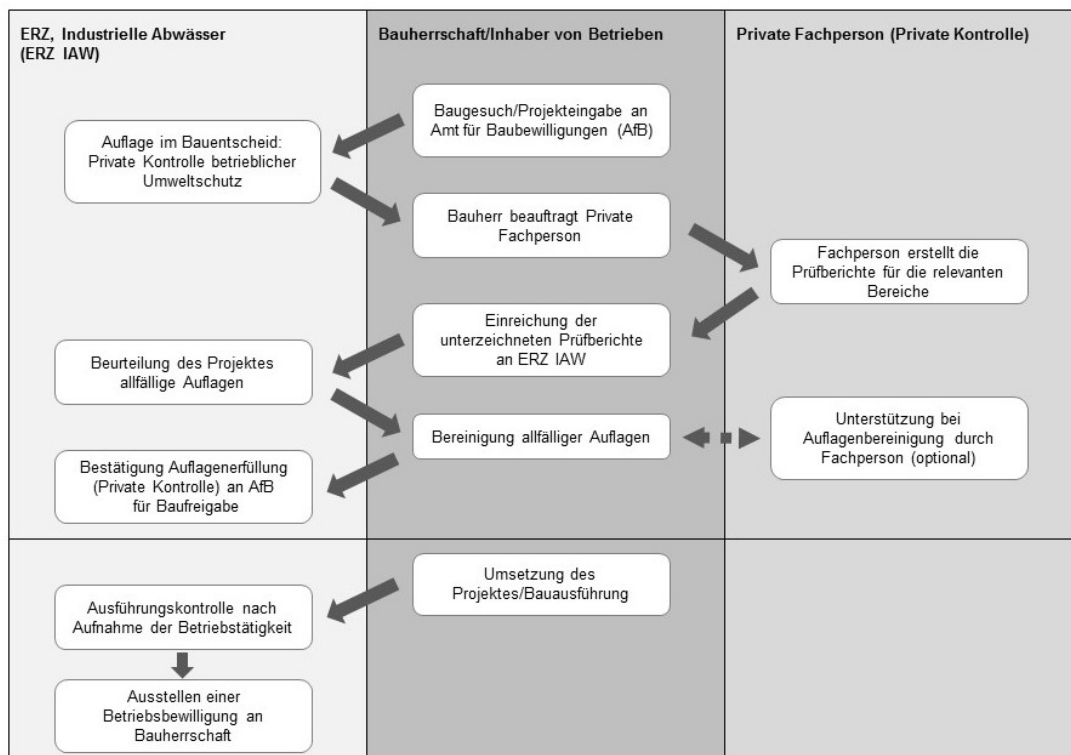 ERZ, Industrielle Abwässer
(ERZ IAW)
Bauherrschaft/Inhaber von Betrieben
Private Fachperson (Private Kontrolle)
Baugesuch/Projekteingabe an
Amt für Baubewilligungen (AfB)
Auflage im Bauentscheid:
Private Kontrolle betrieblicher
Umweltschutz
Bauherr beauftragt Private
Fachperson
Fachperson erstellt die
Prüfberichte für die relevanten
Bereiche
Einreichung der
unterzeichneten Prüfberichte
an ERZ IAW
Beurteilung des Projektes
allfällige Auflagen
Bereinigung allfälliger Auflagen
Unterstützung bei
Auflagenbereinigung durch
Fachperson (optional)
Bestätigung Auflagenerfüllung
(Private Kontrolle) an AfB
für Baufreigabe
Umsetzung des
Projektes/Bauausführung
Ausführungskontrolle nach
Aufnahme der Betriebstätigkeit
Ausstellen einer
Betriebsbewilligung an
Bauherrschaft